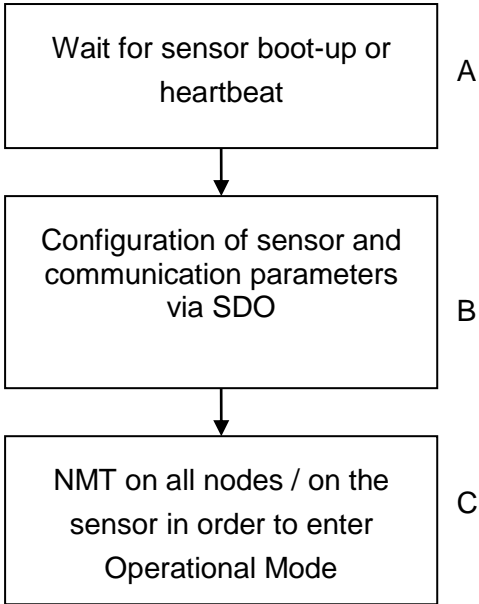 Wait for sensor boot-up or
heartbeat
A
Configuration of sensor and
communication parameters
via SDO
B
NMT on all nodes / on the
sensor in order to enter
Operational Mode
C